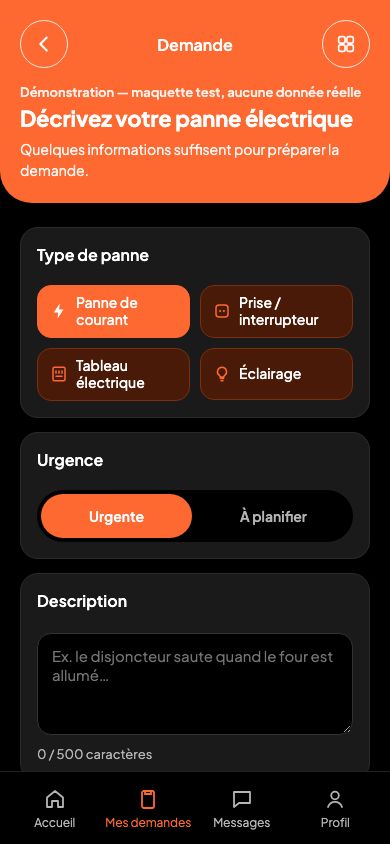 Demande
Démonstration — maquette test, aucune donnée réelle
Décrivez votre panne électrique
Quelques informations suffisent pour préparer la
demande.
Type de panne
Panne de
courant
Prise /
interrupteur
Tableau
électrique
Éclairage
Urgence
Urgente
À planifier
Description
Ex. le disjoncteur saute quand le four est
allumé…
0 / 500 caractères
Accueil
Mes demandes
Messages
Profil